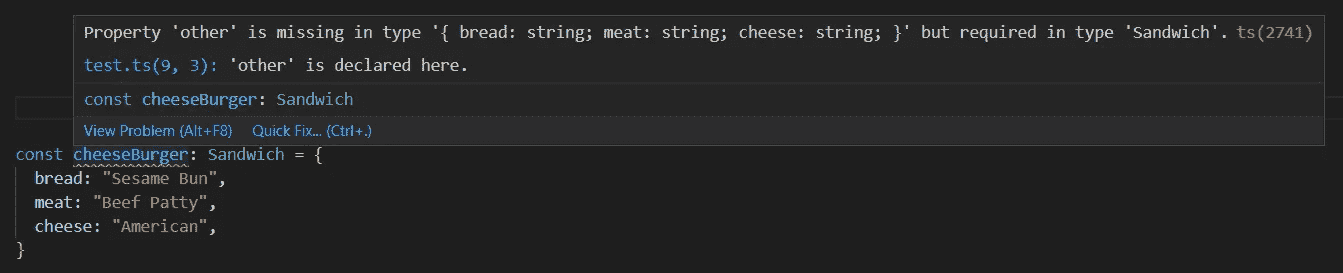 Property 'other' is missing in type '{ bread: string; meat: string; cheese: string; }' but required in type 'Sandwich'. ts(2741)
test.ts(9, 3): 'other' is declared here.
const cheeseBurger: Sandwich
View Problem (Alt+F8) Quick Fix... (Ctrl+.)
const cheeseBurger: Sandwich = {
bread: "Sesame Bun",
meat: "Beef Patty",
cheese: "American",
}